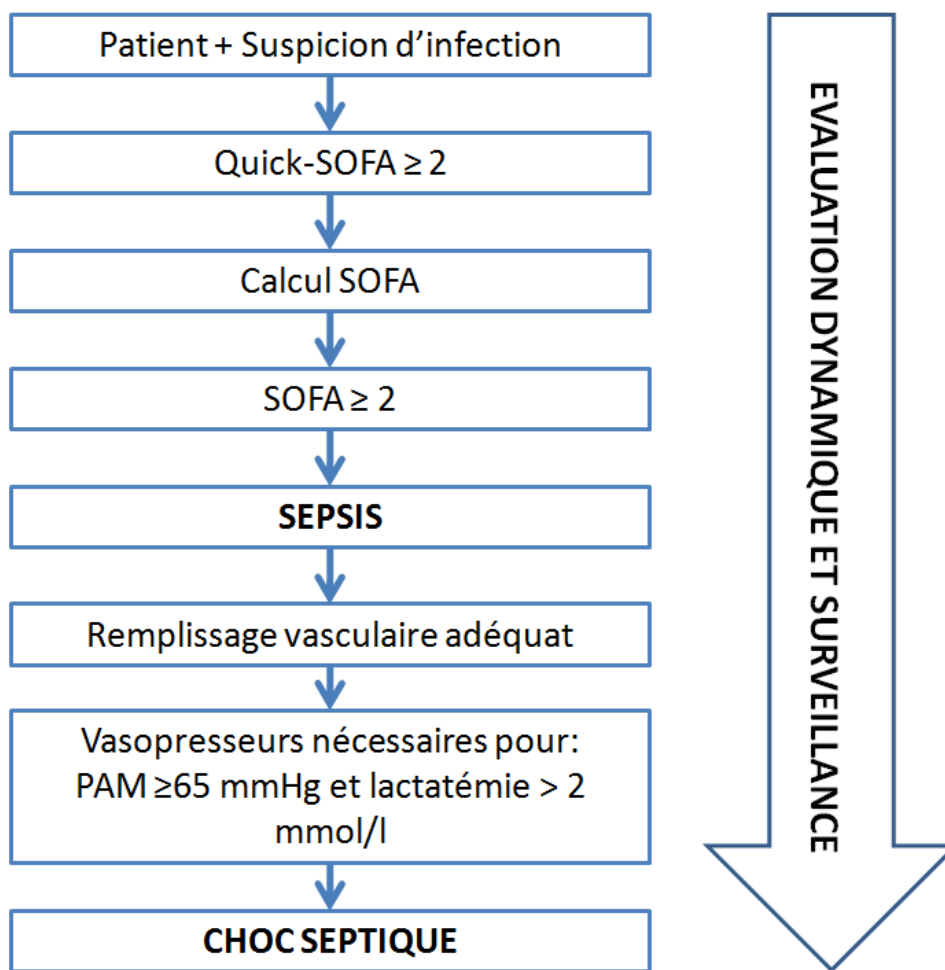 Patient + Suspicion d’infection
Quick-SOFA ≥ 2
Calcul SOFA
SOFA ≥ 2
SEPSIS
Remplissage vasculaire adéquat
Vasopresseurs nécessaires pour:
PAM ≥65 mmHg et lactatémie > 2
mmol/l
CHOC SEPTIQUE
EVALUATION DYNAMIQUE ET SURVEILLANCE